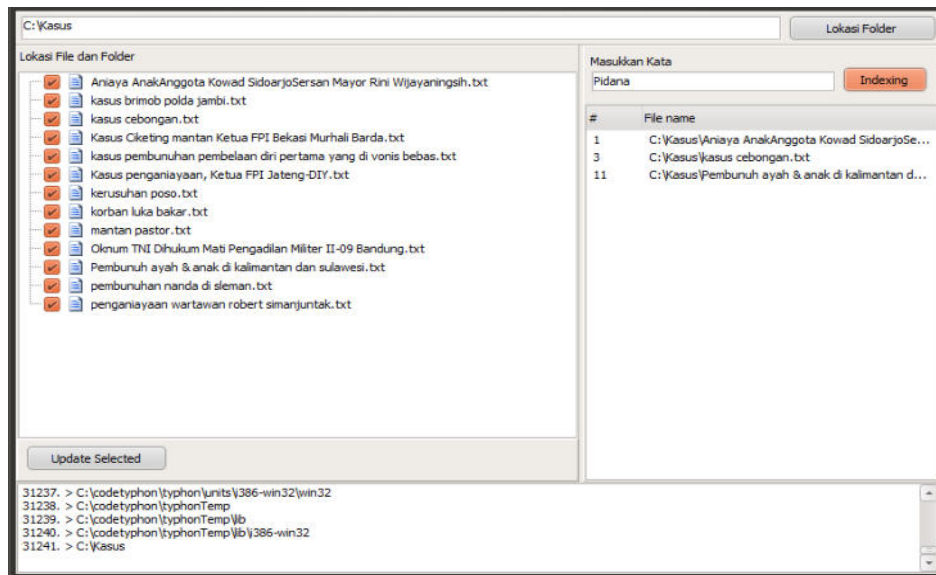 C:\Kasus
Lokasi Folder
Lokasi File dan Folder
Aniaya AnakAnggota Kowad SidoarjoSersan Mayor Rini Wijayaningsih.txt
kasus brimob polda jambi.txt
kasus cebongan.txt
Kasus Ciketing mantan Ketua FPI Bekasi Murhali Barda.txt
kasus pembunuhan pembelaan diri pertama yang di vonis bebas.txt
Kasus penganiayaan, Ketua FPI Jateng-DIY.txt
kerusuhan poso.txt
korban luka bakar.txt
mantan pastor.txt
Oknum TNI Dihukum Mati Pengadilan Militer II-09 Bandung.txt
Pembunuh ayah & anak di kalimantan dan sulawesi.txt
pembunuhan nanda di sleman.txt
penganiayaan wartawan robert simanjuntak.txt
Update Selected
Masukkan Kata
Pidana
Indexing
# File name
1 C:\Kasus\Aniaya AnakAnggota Kowad SidoarjoSe...
3 C:\Kasus\kasus cebongan.txt
11 C:\Kasus\Pembunuh ayah & anak di kalimantan d...
31237. > C:\codetyphon\typhon\units\i386-win32\win32
31238. > C:\codetyphon\typhonTemp
31239. > C:\codetyphon\typhonTemp\lib
31240. > C:\codetyphon\typhonTemp\lib\i386-win32
31241. > C:\Kasus